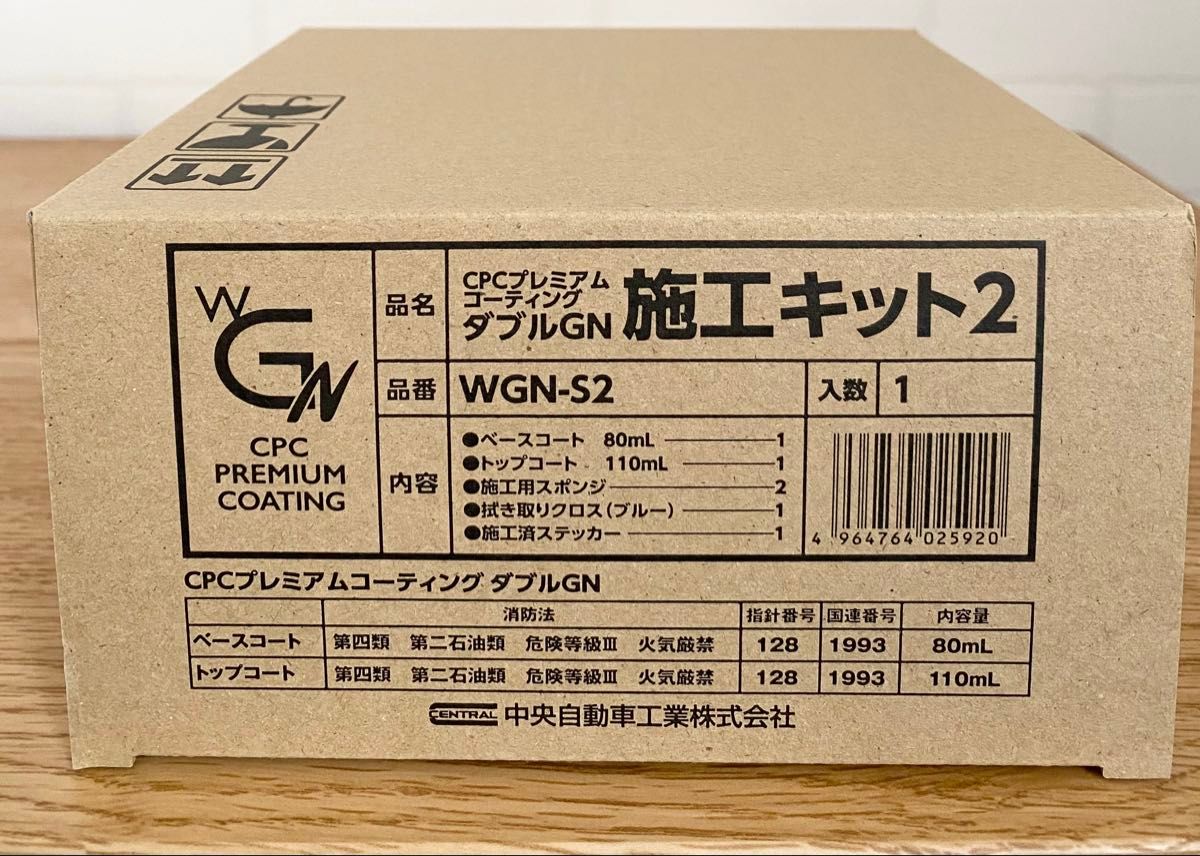 WGN
CPC
PREMIUM
COATING
品名
CPCプレミアム
コーティング
ダブルGN
施工キット2
品番
WGN-S2
入数
1
内容
●ベースコート 80mL 1
●トップコート 110mL 1
●施工用スポンジ 2
●拭き取りクロス(ブルー) 1
●施工済ステッカー 1
4 964764 025920
CPCプレミアムコーティング ダブルGN
消防法 指針番号 国連番号 内容量
ベースコート 第四類 第二石油類 危険等級Ⅲ 火気厳禁 128 1993 80mL
トップコート 第四類 第二石油類 危険等級Ⅲ 火気厳禁 128 1993 110mL
CENTRAL 中央自動車工業株式会社